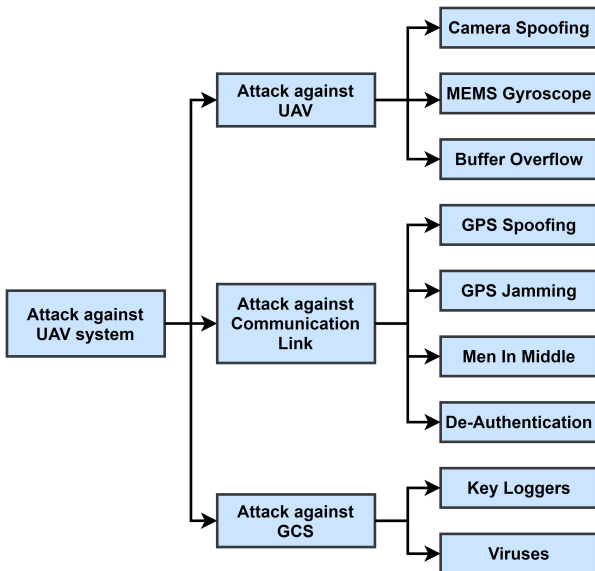 Camera Spoofing
Attack against
UAV
MEMS Gyroscope
Buffer Overflow
GPS Spoofing
Attack against
UAV system
Attack against
Communication
Link
GPS Jamming
Men In Middle
De-Authentication
Attack against
GCS
Key Loggers
Viruses